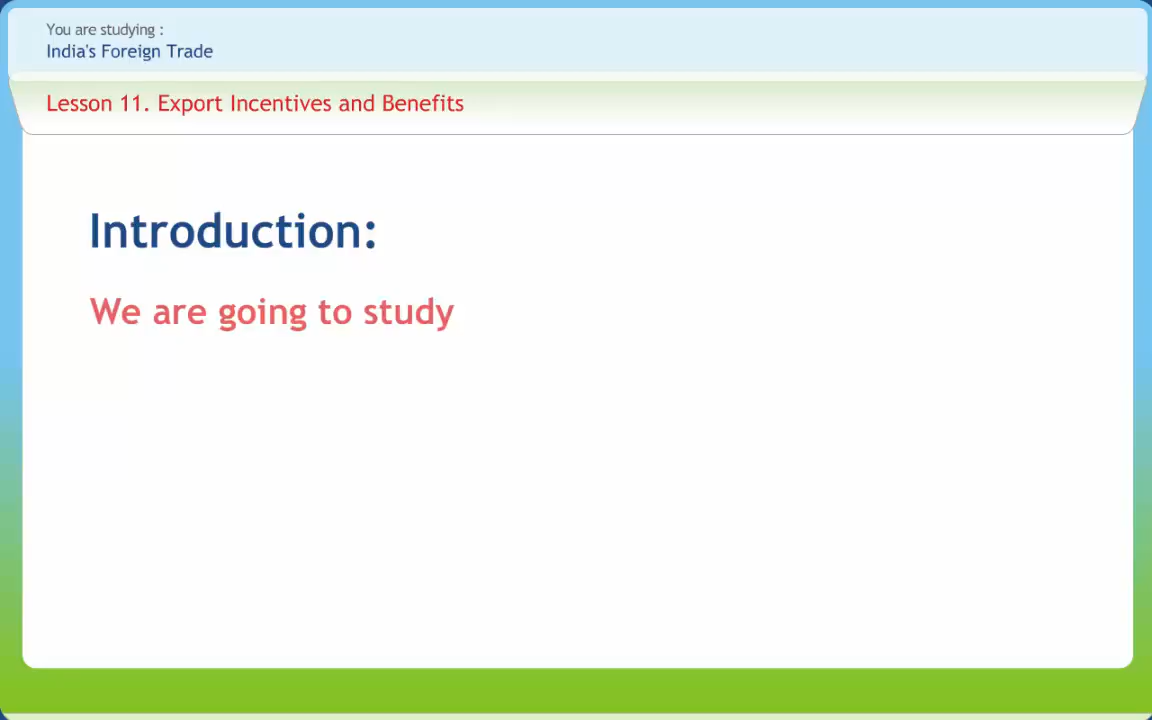 You are studying :
India's Foreign Trade
Lesson 11. Export Incentives and Benefits
Introduction:
We are going to study